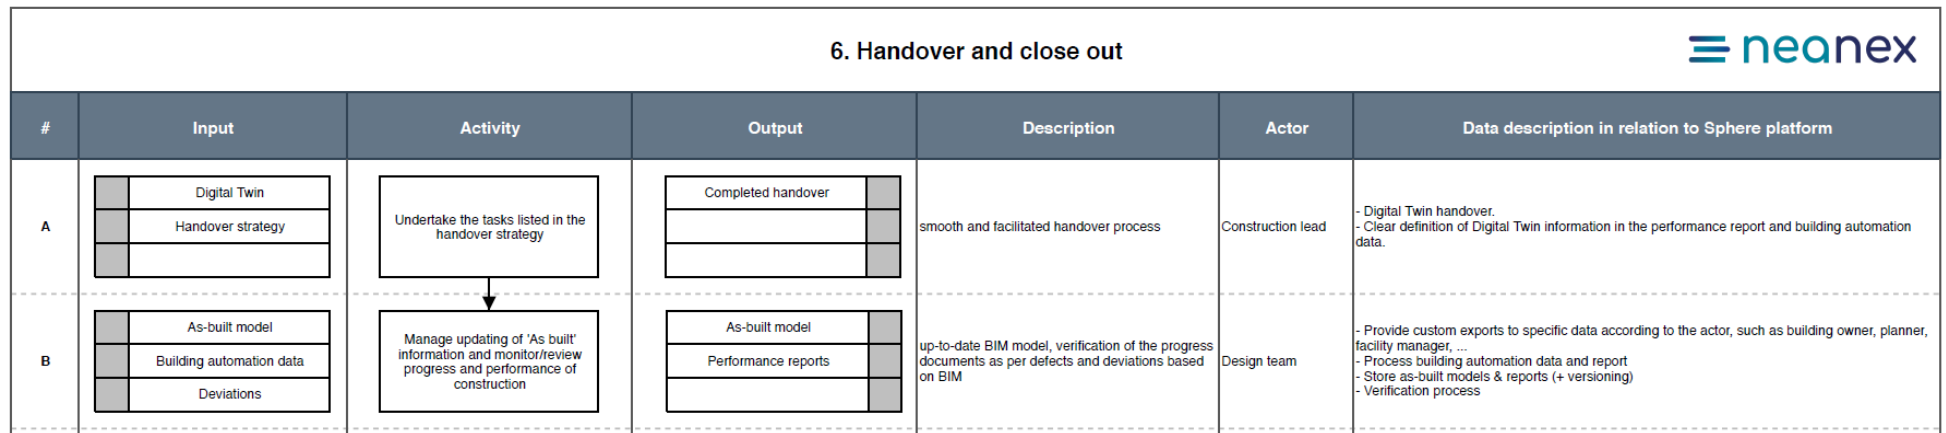 6. Handover and close out
neanex
#
Input
Activity
Output
Description
Actor
Data description in relation to Sphere platform
A
Digital Twin
Handover strategy
Undertake the tasks listed in the
handover strategy
Completed handover
smooth and facilitated handover process
Construction lead
- Digital Twin handover.
- Clear definition of Digital Twin information in the performance report and building automation
data.
B
As-built model
Building automation data
Deviations
Manage updating of 'As built'
information and monitor/review
progress and performance of
construction
As-built model
Performance reports
up-to-date BIM model, verification of the progress
documents as per defects and deviations based
on BIM
Design team
- Provide custom exports to specific data according to the actor, such as building owner, planner,
facility manager, ...
- Process building automation data and report
- Store as-built models & reports (+ versioning)
- Verification process